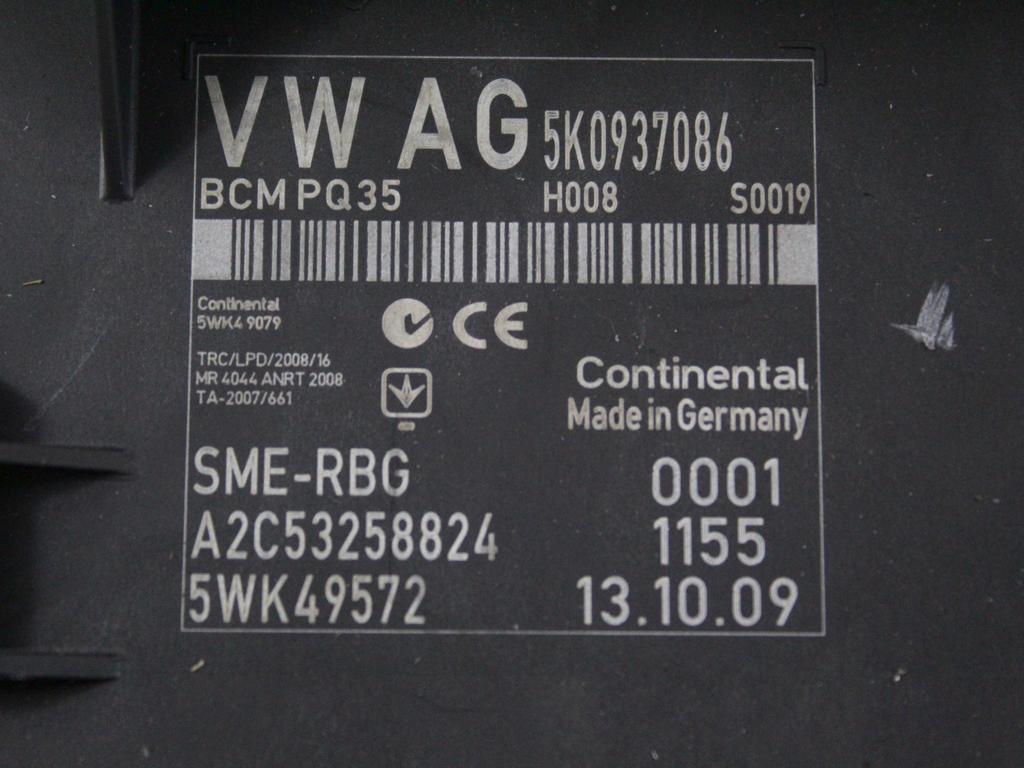 VW AG 5K0937086
BCM PQ35 H008 S0019
Continental
5WK4 9079
CE
TRC/LPD/2008/16
MR 4044 ANRT 2008
TA-2007/661
Continental
Made in Germany
SME-RBG 0001
A2C53258824 1155
5WK49572 13.10.09